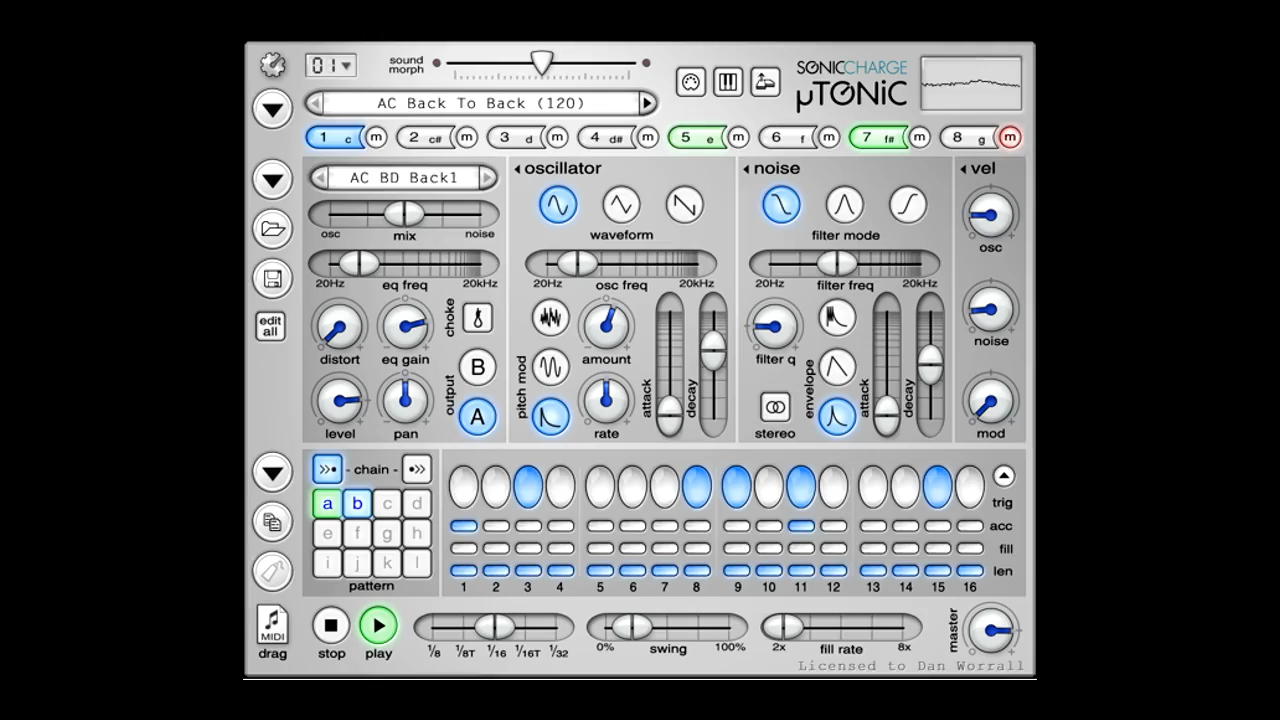 01
sound morph
SONICCHARGE
µTONIC
AC Back To Back (120)
1 c m 2 c# m 3 d m 4 d# m 5 e m 6 f m 7 f# m 8 g m
AC BD Back1
oscillator
noise
vel
osc mix noise
waveform
filter mode
osc
20Hz eq freq 20kHz
20Hz osc freq 20kHz
20Hz filter freq 20kHz
edit all
choke
distort
eq gain
amount
filter q
noise
output
B
A
pitch mod
attack
decay
envelope
attack
decay
level
pan
rate
stereo
mod
- chain -
a b c d
e f g h
i j k l
pattern
trig
acc
fill
len
1 2 3 4 5 6 7 8 9 10 11 12 13 14 15 16
MIDI
drag
stop
play
1/8 1/8T 1/16 1/16T 1/32
0% swing 100%
2x fill rate 8x
master
Licensed to Dan Worrall